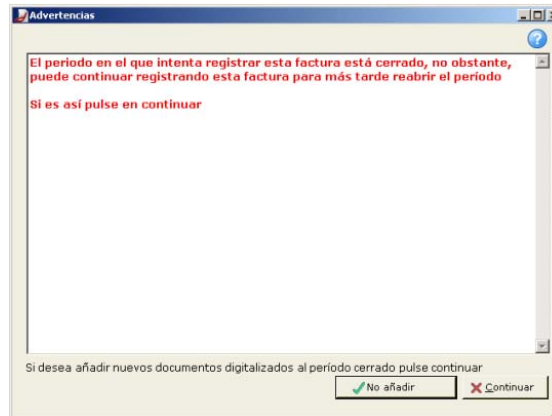 Advertencias
El periodo en el que intenta registrar esta factura está cerrado, no obstante,
puede continuar registrando esta factura para más tarde reabrir el período
Si es así pulse en continuar
Si desea añadir nuevos documentos digitalizados al período cerrado pulse continuar
No añadir
Continuar